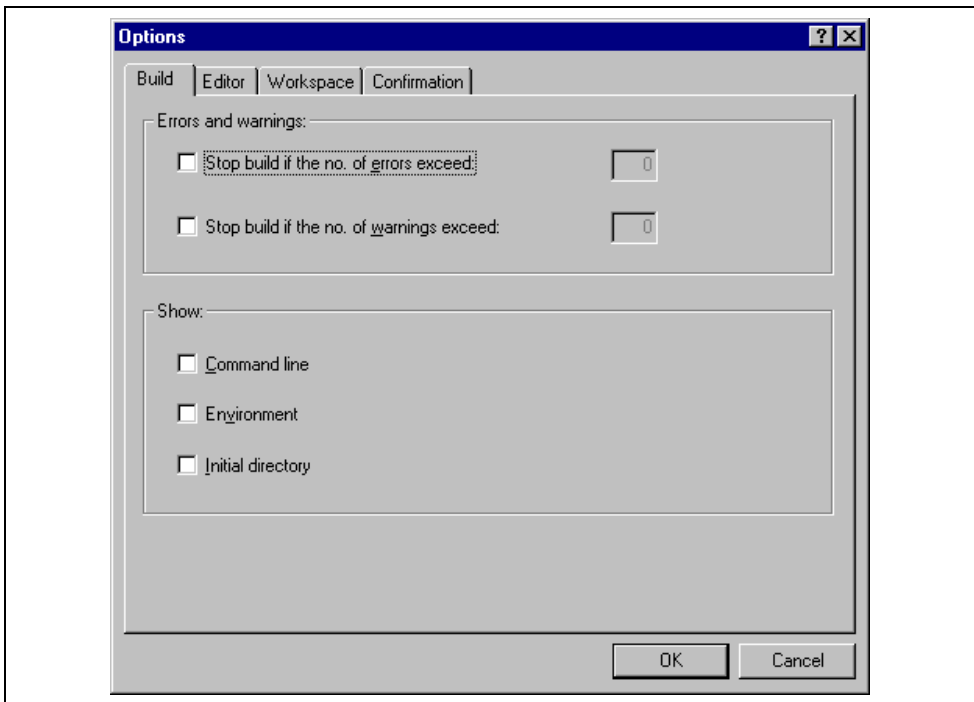 Options
Build Editor Workspace Confirmation
Errors and warnings:
Stop build if the no. of errors exceed: 0
Stop build if the no. of warnings exceed: 0
Show:
Command line
Environment
Initial directory
OK Cancel